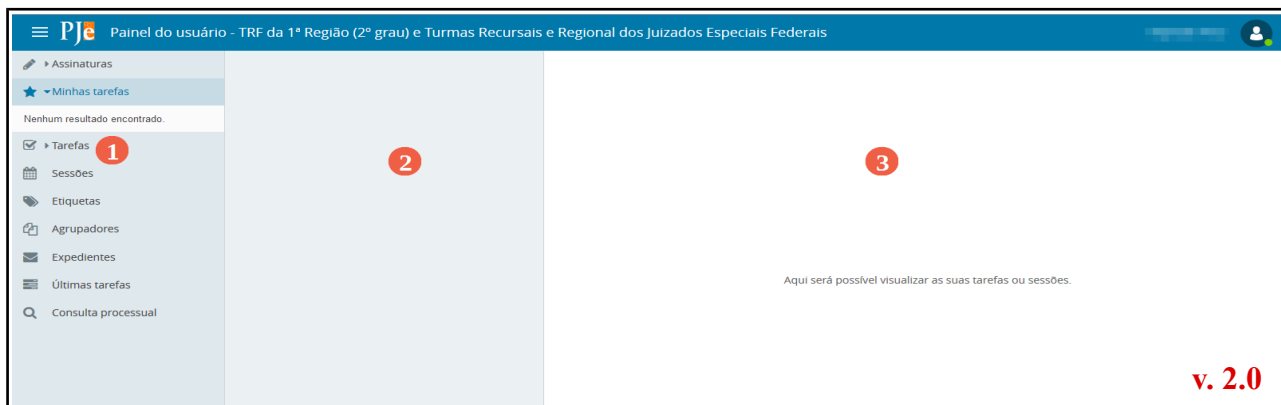 PJe Painel do usuário - TRF da 1ª Região (2º grau) e Turmas Recursais e Regional dos Juizados Especiais Federais
Assinaturas
Minhas tarefas
Nenhum resultado encontrado.
Tarefas
1
2
3
Sessões
Etiquetas
Agrupadores
Expedientes
Últimas tarefas
Consulta processual
Aqui será possível visualizar as suas tarefas ou sessões.
v. 2.0